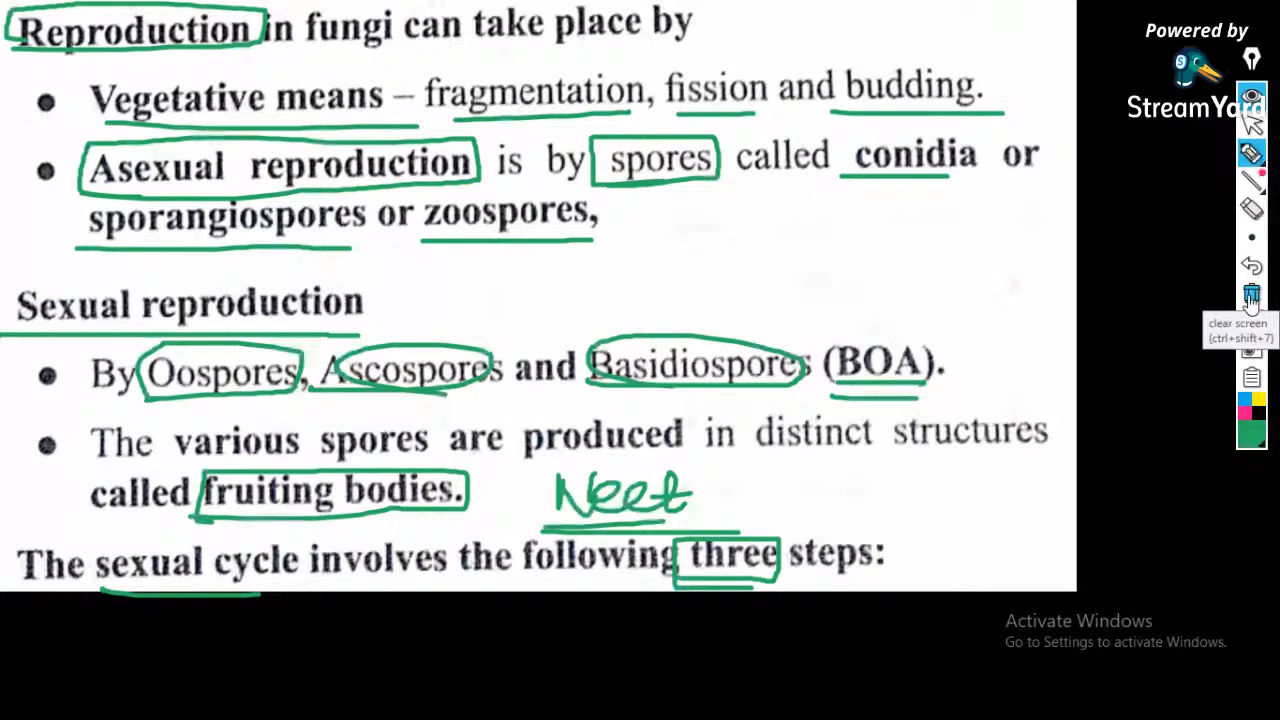 Reproduction in fungi can take place by
Powered by
StreamYard
• Vegetative means – fragmentation, fission and budding.
• Asexual reproduction is by spores called conidia or
sporangiospores or zoospores,
Sexual reproduction
clear screen
(ctrl+shift+7)
• By Oospores, Ascospores and Basidiospores (BOA).
• The various spores are produced in distinct structures
called fruiting bodies.
Neet
The sexual cycle involves the following three steps:
Activate Windows
Go to Settings to activate Windows.